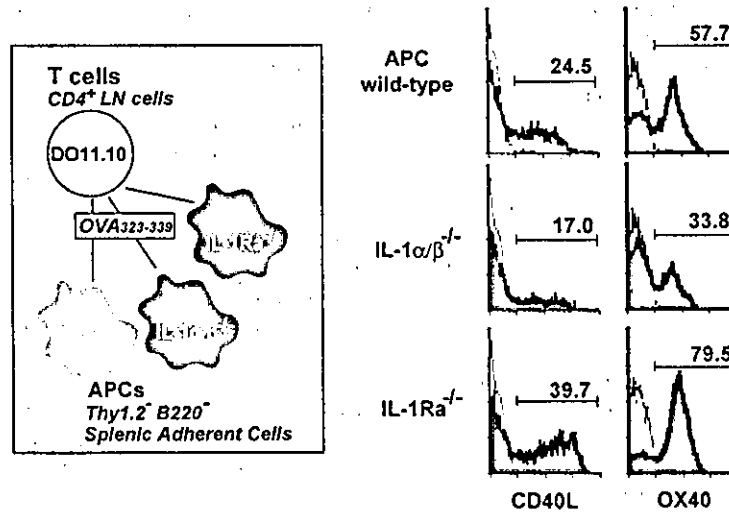 T cells
CD4⁺ LN cells
DO11.10
OVA323-339
APCs
Thy1.2⁻ B220⁻
Splenic Adherent Cells
APC
wild-type
24.5
57.7
IL-1α/β⁻/⁻
17.0
33.8
IL-1Ra⁻/⁻
39.7
79.5
CD40L
OX40